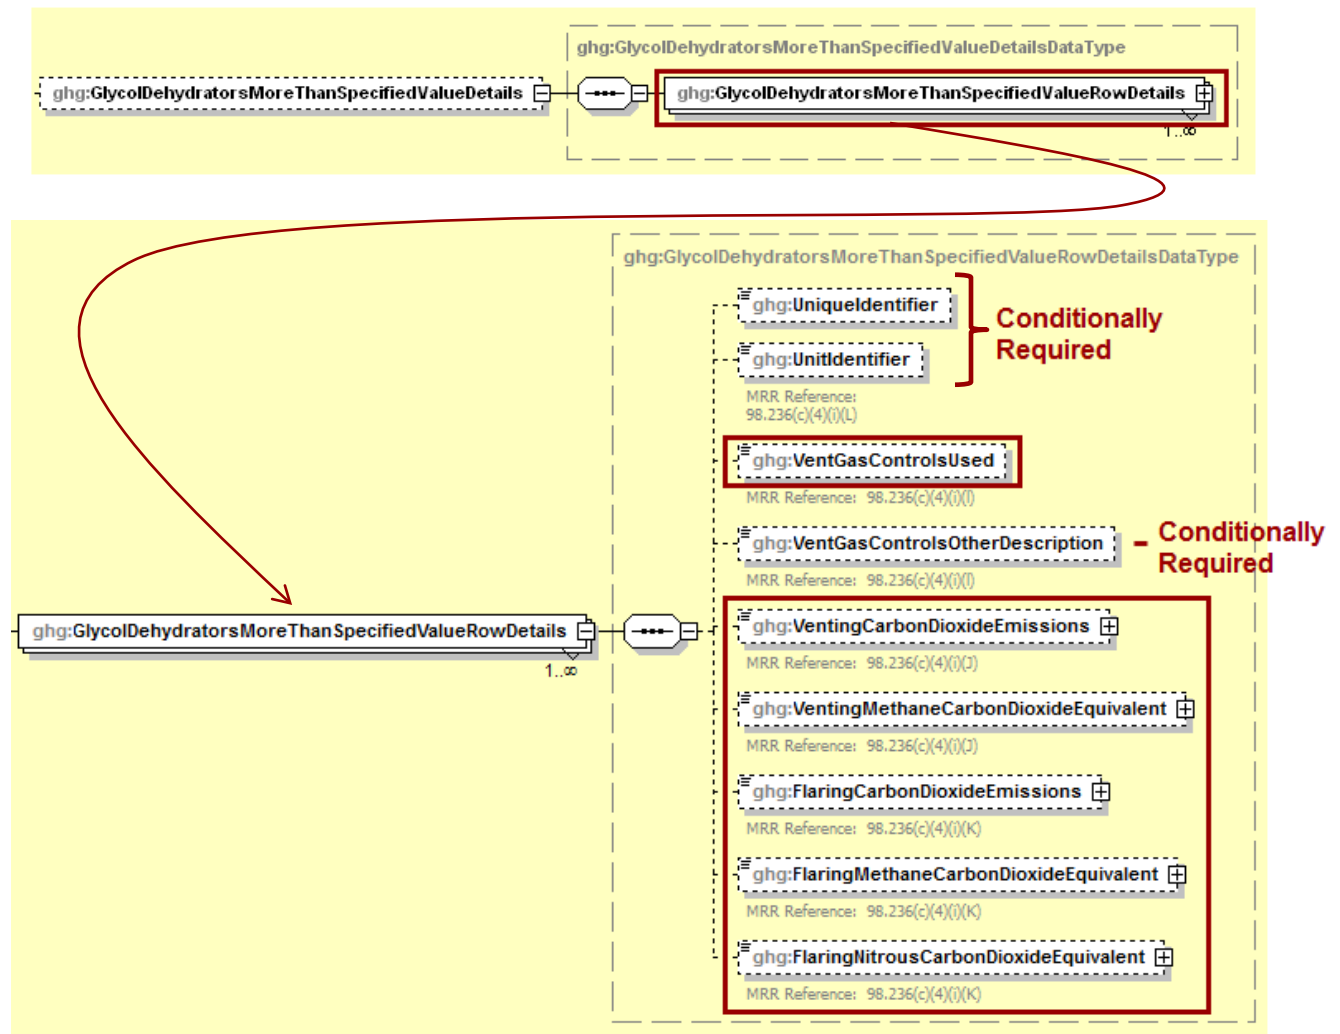 ghg:GlycolDehydratorsMoreThanSpecifiedValueDetailsDataType
ghg:GlycolDehydratorsMoreThanSpecifiedValueDetails
ghg:GlycolDehydratorsMoreThanSpecifiedValueRowDetails
1..∞
ghg:GlycolDehydratorsMoreThanSpecifiedValueRowDetailsDataType
ghg:UniqueIdentifier
Conditionally
Required
ghg:UnitIdentifier
MRR Reference:
98.236(c)(4)(i)(L)
ghg:VentGasControlsUsed
MRR Reference: 98.236(c)(4)(i)(I)
ghg:VentGasControlsOtherDescription
- Conditionally
Required
MRR Reference: 98.236(c)(4)(i)(I)
ghg:GlycolDehydratorsMoreThanSpecifiedValueRowDetails
1..∞
ghg:VentingCarbonDioxideEmissions
MRR Reference: 98.236(c)(4)(i)(J)
ghg:VentingMethaneCarbonDioxideEquivalent
MRR Reference: 98.236(c)(4)(i)(J)
ghg:FlaringCarbonDioxideEmissions
MRR Reference: 98.236(c)(4)(i)(K)
ghg:FlaringMethaneCarbonDioxideEquivalent
MRR Reference: 98.236(c)(4)(i)(K)
ghg:FlaringNitrousCarbonDioxideEquivalent
MRR Reference: 98.236(c)(4)(i)(K)